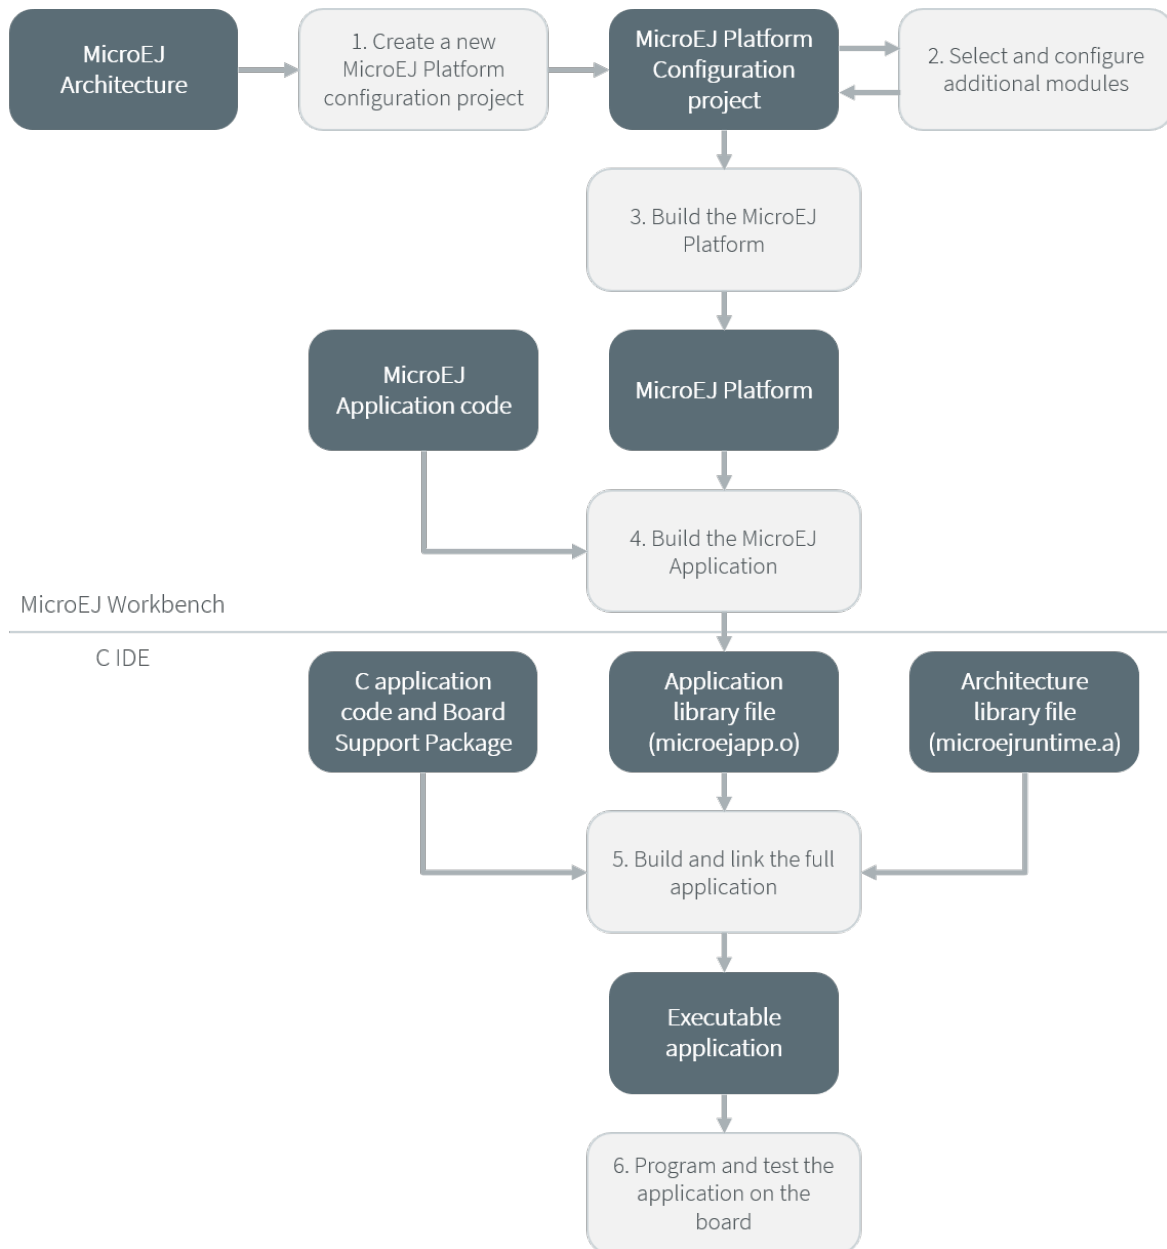 MicroEJ
Architecture
1. Create a new
MicroEJ Platform
configuration project
MicroEJ Platform
Configuration
project
2. Select and configure
additional modules
3. Build the MicroEJ
Platform
MicroEJ
Application code
MicroEJ Platform
4. Build the MicroEJ
Application
MicroEJ Workbench
C IDE
C application
code and Board
Support Package
Application
library file
(microejapp.o)
Architecture
library file
(microejruntime.a)
5. Build and link the full
application
Executable
application
6. Program and test the
application on the
board